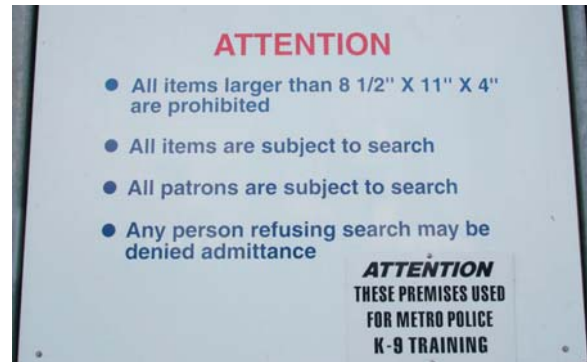 ATTENTION
● All items larger than 8 1/2" X 11" X 4"
are prohibited
● All items are subject to search
● All patrons are subject to search
● Any person refusing search may be
denied admittance
ATTENTION
THESE PREMISES USED
FOR METRO POLICE
K-9 TRAINING